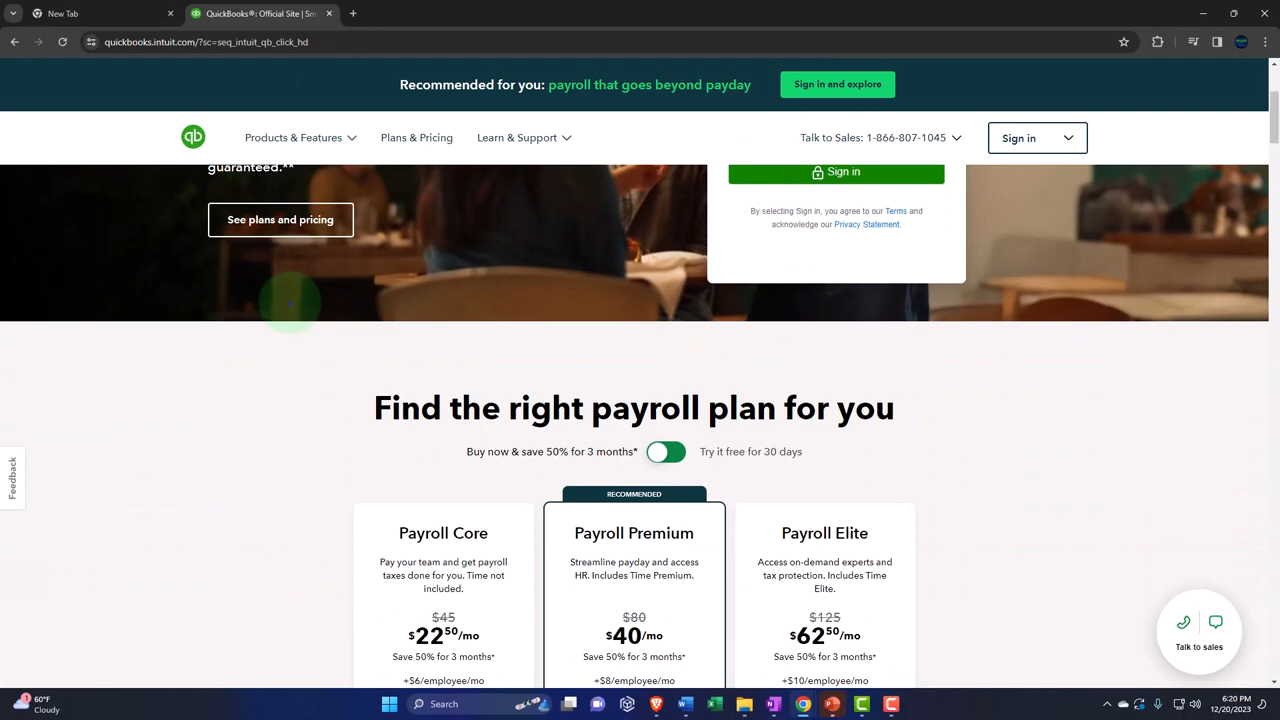 New Tab
QuickBooks®: Official Site | Sm
quickbooks.intuit.com/?sc=seq_intuit_qb_click_hd
Recommended for you: payroll that goes beyond payday
Sign in and explore
qb
Products & Features
Plans & Pricing
Learn & Support
Talk to Sales: 1-866-807-1045
Sign in
guaranteed.**
See plans and pricing
Sign in
By selecting Sign in, you agree to our Terms and
acknowledge our Privacy Statement.
Find the right payroll plan for you
Buy now & save 50% for 3 months*
Try it free for 30 days
Feedback
RECOMMENDED
Payroll Core
Pay your team and get payroll
taxes done for you. Time not
included.
$45
$22⁵⁰/mo
Save 50% for 3 months*
+$6/employee/mo
Payroll Premium
Streamline payday and access
HR. Includes Time Premium.
$80
$40/mo
Save 50% for 3 months*
+$8/employee/mo
Payroll Elite
Access on-demand experts and
tax protection. Includes Time
Elite.
$125
$62⁵⁰/mo
Save 50% for 3 months*
+$10/employee/mo
Talk to sales
60°F
Cloudy
Search
6:20 PM
12/20/2023